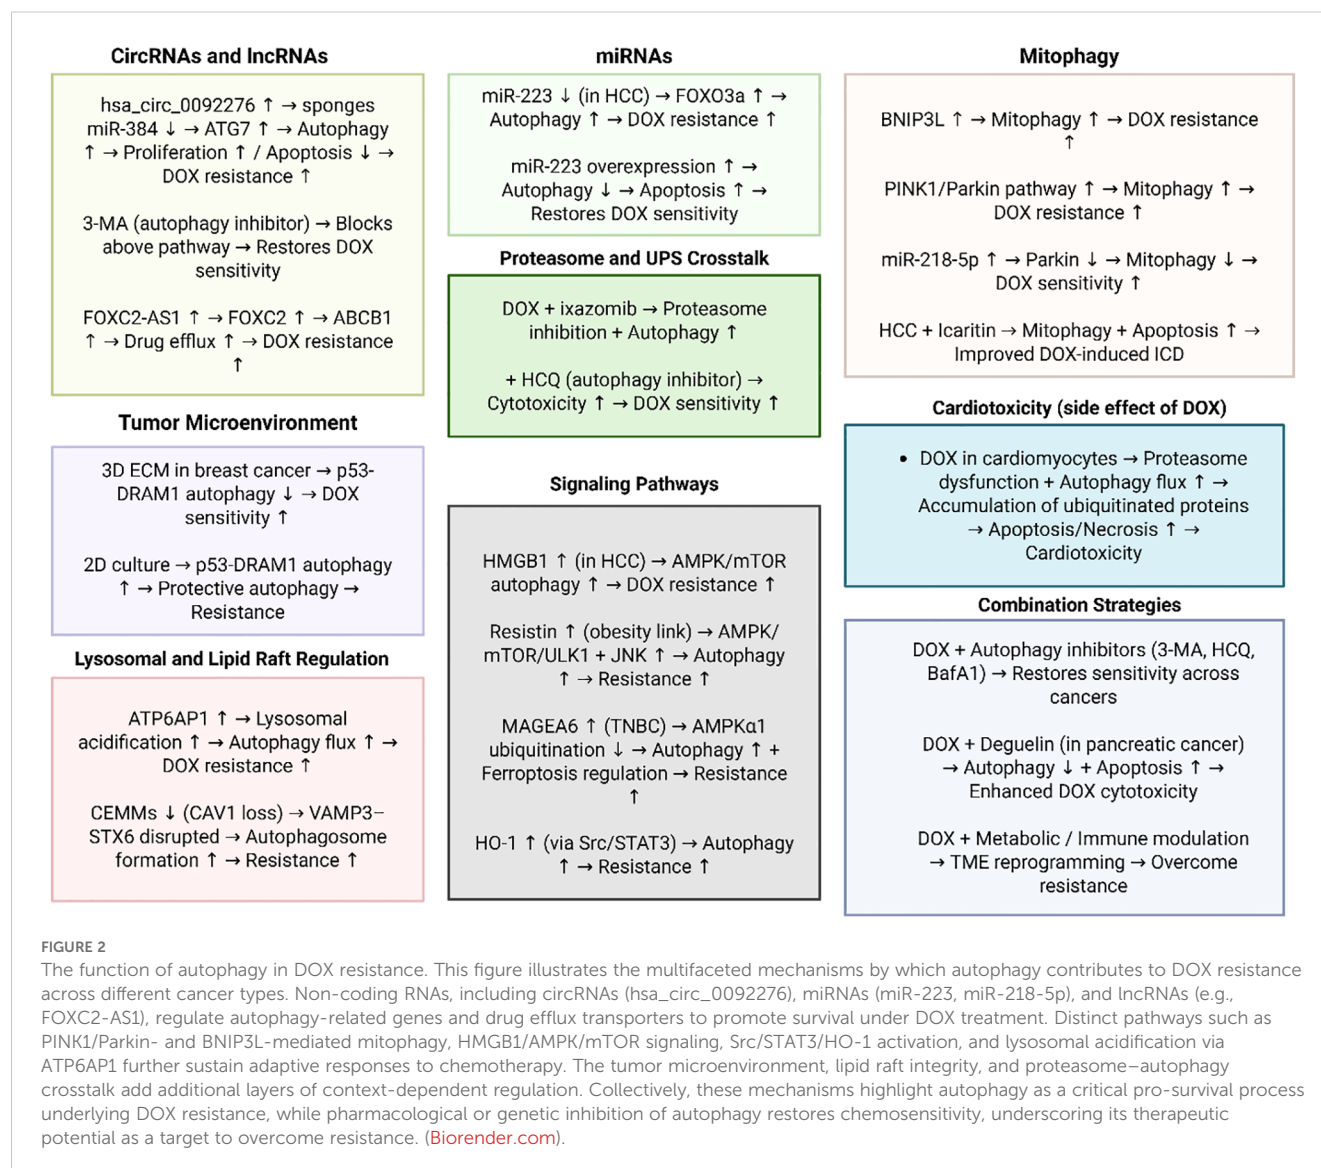 CircRNAs and lncRNAs
hsa_circ_0092276 ↑ → sponges
miR-384 ↓ → ATG7 ↑ → Autophagy
↑ → Proliferation ↑ / Apoptosis ↓ →
DOX resistance ↑
3-MA (autophagy inhibitor) → Blocks
above pathway → Restores DOX
sensitivity
FOXC2-AS1 ↑ → FOXC2 ↑ → ABCB1
↑ → Drug efflux ↑ → DOX resistance
↑
Tumor Microenvironment
3D ECM in breast cancer → p53-
DRAM1 autophagy ↓ → DOX
sensitivity ↑
2D culture → p53-DRAM1 autophagy
↑ → Protective autophagy →
Resistance
Lysosomal and Lipid Raft Regulation
ATP6AP1 ↑ → Lysosomal
acidification ↑ → Autophagy flux ↑ →
DOX resistance ↑
CEMMs ↓ (CAV1 loss) → VAMP3–
STX6 disrupted → Autophagosome
formation ↑ → Resistance ↑
miRNAs
miR-223 ↓ (in HCC) → FOXO3a ↑ →
Autophagy ↑ → DOX resistance ↑
miR-223 overexpression ↑ →
Autophagy ↓ → Apoptosis ↑ →
Restores DOX sensitivity
Proteasome and UPS Crosstalk
DOX + ixazomib → Proteasome
inhibition + Autophagy ↑
+ HCQ (autophagy inhibitor) →
Cytotoxicity ↑ → DOX sensitivity ↑
Signaling Pathways
HMGB1 ↑ (in HCC) → AMPK/mTOR
autophagy ↑ → DOX resistance ↑
Resistin ↑ (obesity link) → AMPK/
mTOR/ULK1 + JNK ↑ → Autophagy
↑ → Resistance ↑
MAGEA6 ↑ (TNBC) → AMPKα1
ubiquitination ↓ → Autophagy ↑ +
Ferroptosis regulation → Resistance
↑
HO-1 ↑ (via Src/STAT3) → Autophagy
↑ → Resistance ↑
Mitophagy
BNIP3L ↑ → Mitophagy ↑ → DOX resistance
↑
PINK1/Parkin pathway ↑ → Mitophagy ↑ →
DOX resistance ↑
miR-218-5p ↑ → Parkin ↓ → Mitophagy ↓ →
DOX sensitivity ↑
HCC + Icaritin → Mitophagy + Apoptosis ↑ →
Improved DOX-induced ICD
Cardiotoxicity (side effect of DOX)
• DOX in cardiomyocytes → Proteasome
dysfunction + Autophagy flux ↑ →
Accumulation of ubiquitinated proteins
→ Apoptosis/Necrosis ↑ →
Cardiotoxicity
Combination Strategies
DOX + Autophagy inhibitors (3-MA, HCQ,
BafA1) → Restores sensitivity across
cancers
DOX + Deguelin (in pancreatic cancer)
→ Autophagy ↓ + Apoptosis ↑ →
Enhanced DOX cytotoxicity
DOX + Metabolic / Immune modulation
→ TME reprogramming → Overcome
resistance
FIGURE 2
The function of autophagy in DOX resistance. This figure illustrates the multifaceted mechanisms by which autophagy contributes to DOX resistance
across different cancer types. Non-coding RNAs, including circRNAs (hsa_circ_0092276), miRNAs (miR-223, miR-218-5p), and lncRNAs (e.g.,
FOXC2-AS1), regulate autophagy-related genes and drug efflux transporters to promote survival under DOX treatment. Distinct pathways such as
PINK1/Parkin- and BNIP3L-mediated mitophagy, HMGB1/AMPK/mTOR signaling, Src/STAT3/HO-1 activation, and lysosomal acidification via
ATP6AP1 further sustain adaptive responses to chemotherapy. The tumor microenvironment, lipid raft integrity, and proteasome–autophagy
crosstalk add additional layers of context-dependent regulation. Collectively, these mechanisms highlight autophagy as a critical pro-survival process
underlying DOX resistance, while pharmacological or genetic inhibition of autophagy restores chemosensitivity, underscoring its therapeutic
potential as a target to overcome resistance. (Biorender.com).